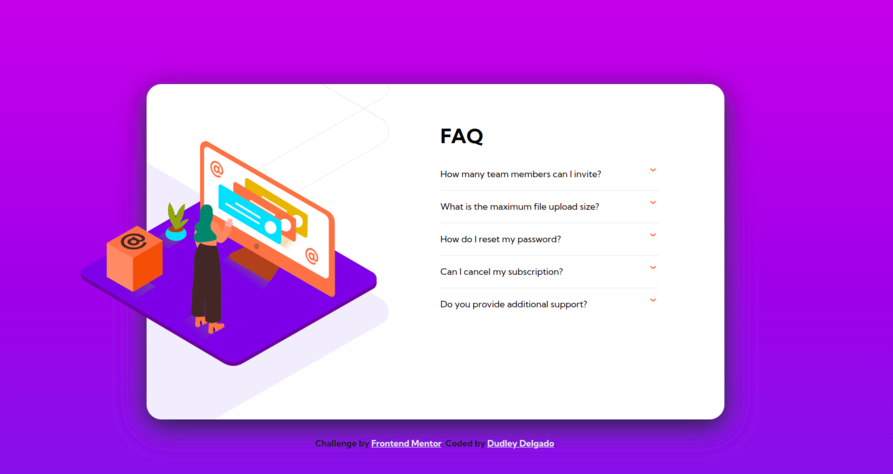 FAQ
How many team members can I invite?
What is the maximum file upload size?
How do I reset my password?
Can I cancel my subscription?
Do you provide additional support?
Challenge by Frontend Mentor. Coded by Dudley Delgado
@
@
@